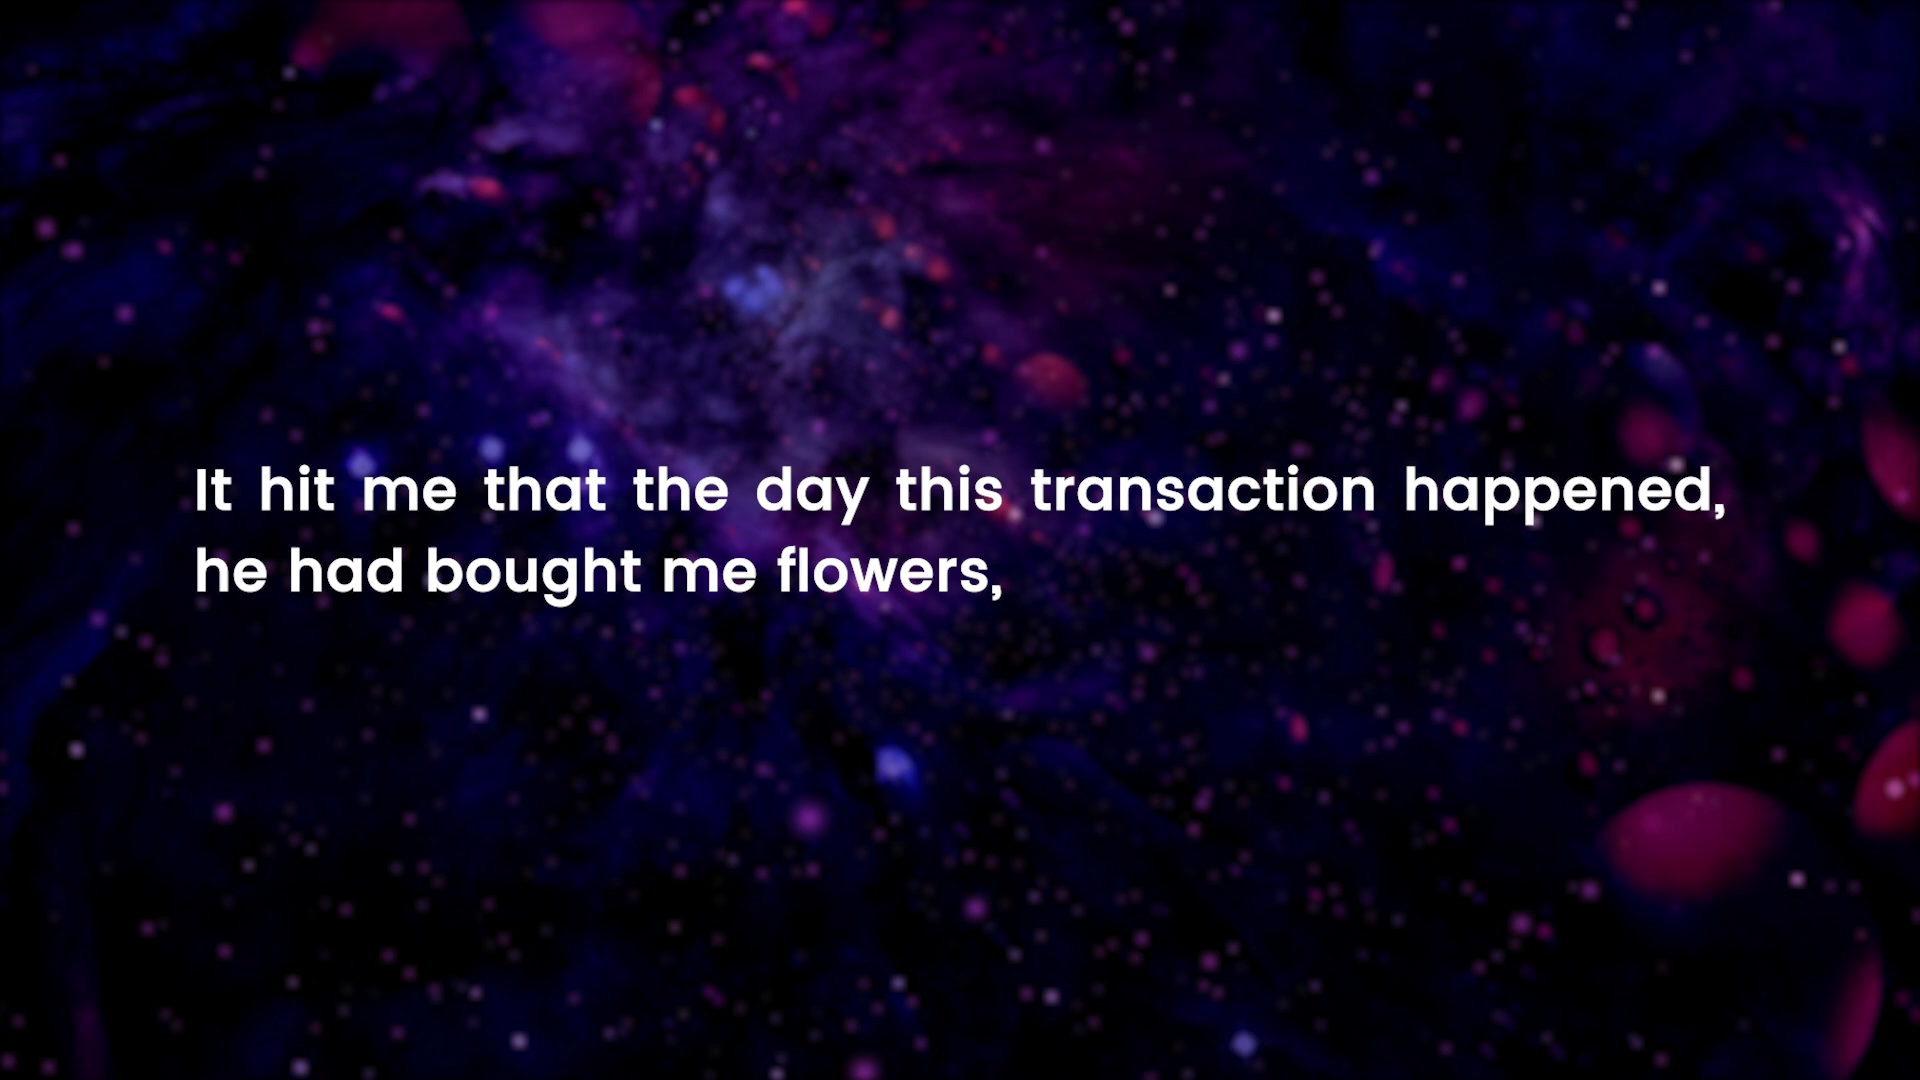 It hit me that the day this transaction happened,
he had bought me flowers,